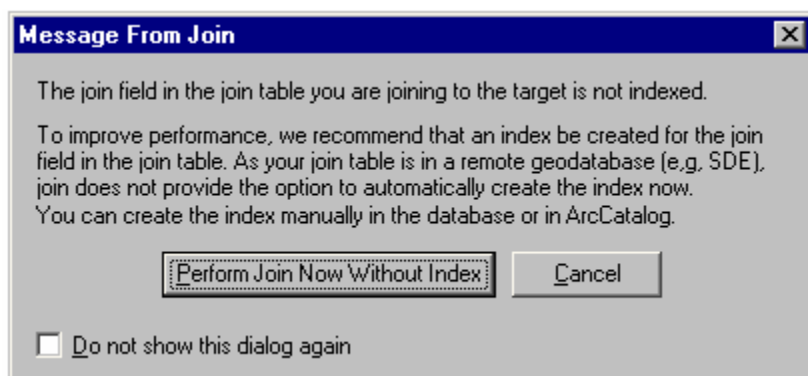 Message From Join
The join field in the join table you are joining to the target is not indexed.
To improve performance, we recommend that an index be created for the join
field in the join table. As your join table is in a remote geodatabase (e,g, SDE),
join does not provide the option to automatically create the index now.
You can create the index manually in the database or in ArcCatalog.
Perform Join Now Without Index
Cancel
Do not show this dialog again